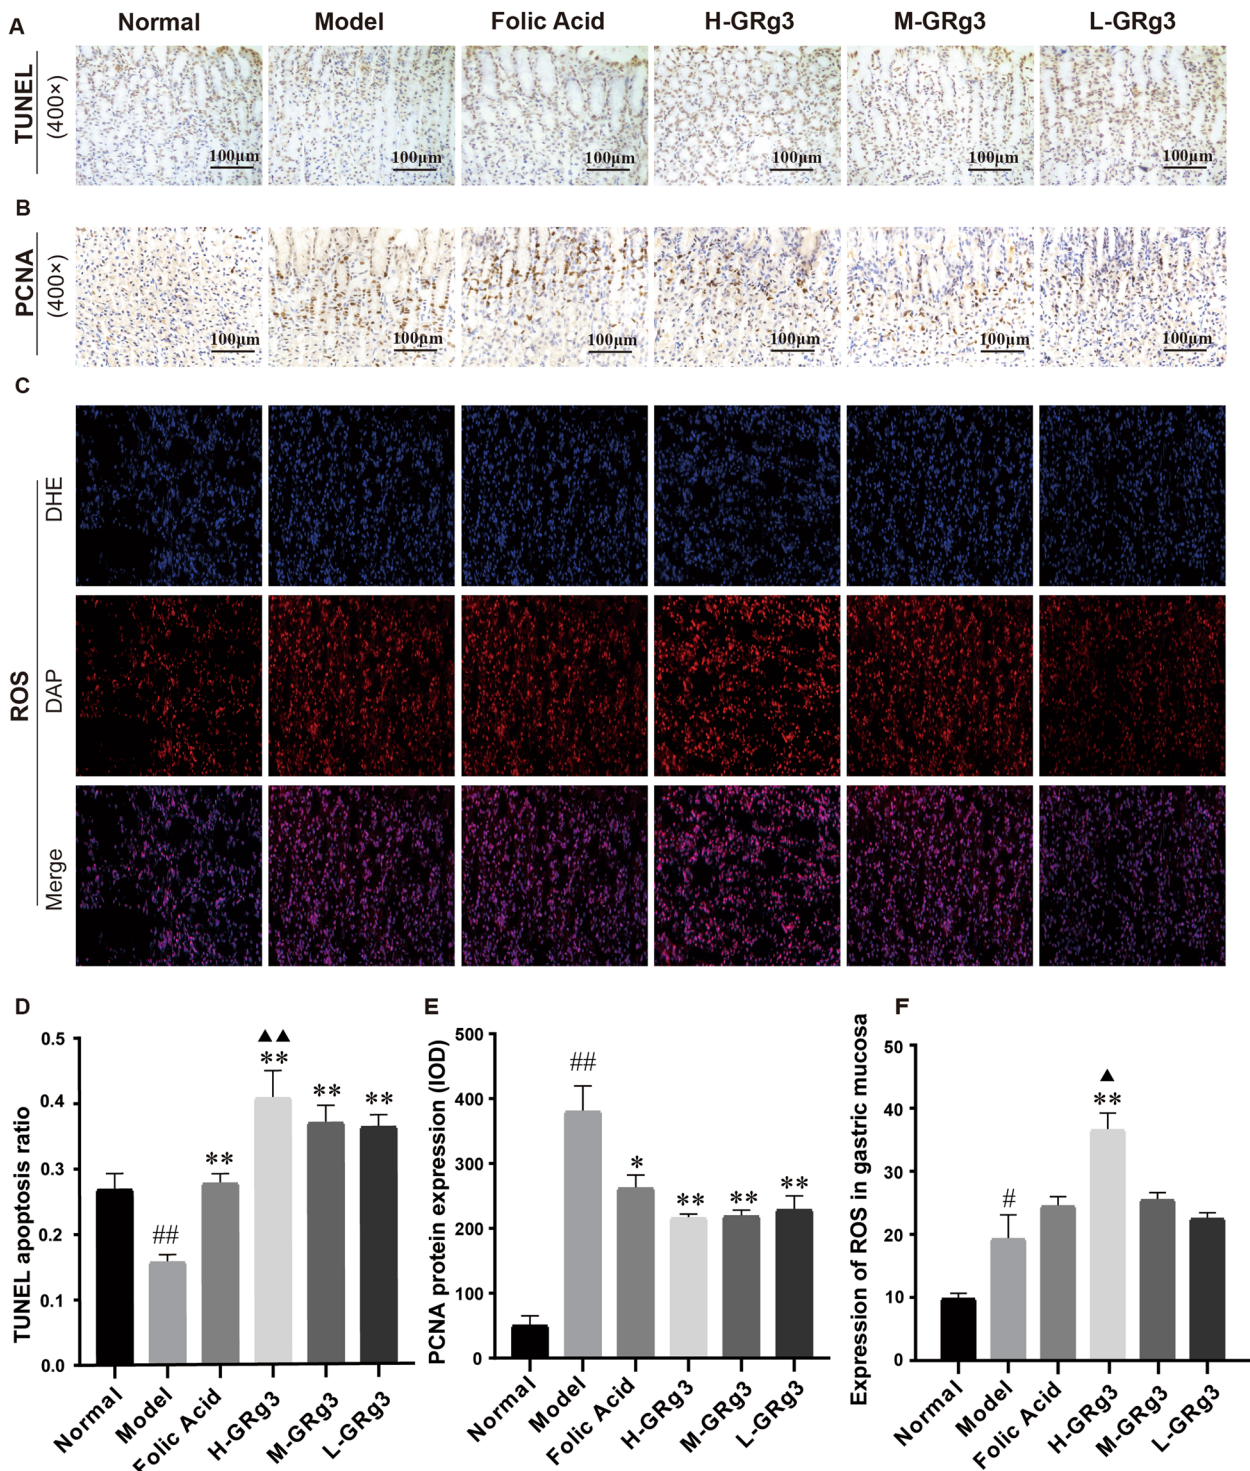 A
Normal Model Folic Acid H-GRg3 M-GRg3 L-GRg3
TUNEL
(400×)
100μm 100μm 100μm 100μm 100μm 100μm
B
PCNA
(400×)
100μm 100μm 100μm 100μm 100μm 100μm
C
ROS
DHE
DAP
Merge
D
TUNEL apoptosis ratio
0.5
0.4
0.3
0.2
0.1
0.0
## ** ▲▲ ** ** **
Normal Model Folic Acid H-GRg3 M-GRg3 L-GRg3
E
PCNA protein expression (IOD)
500
400
300
200
100
0
## * ** ** **
Normal Model Folic Acid H-GRg3 M-GRg3 L-GRg3
F
Expression of ROS in gastric mucosa
50
40
30
20
10
0
# ▲ **
Normal Model Folic Acid H-GRg3 M-GRg3 L-GRg3